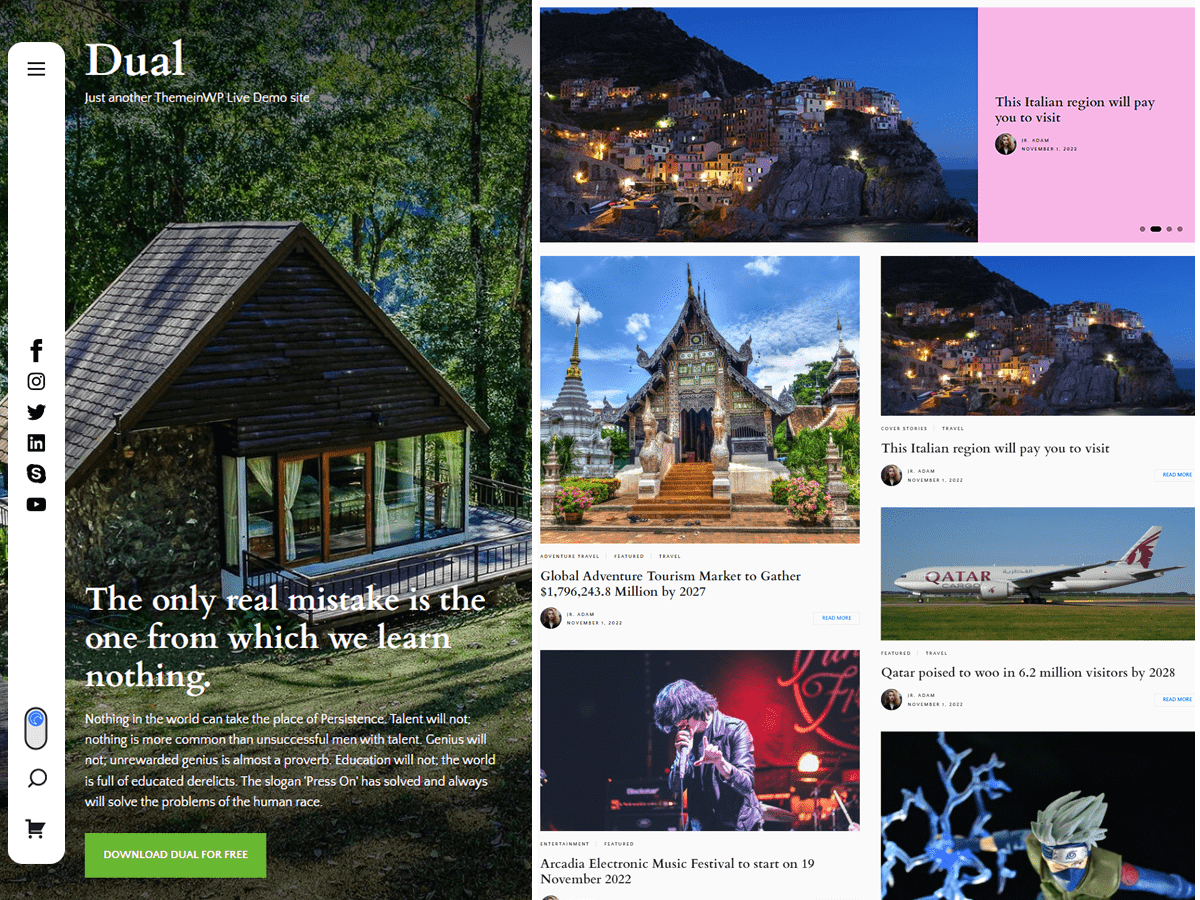 Dual
Just another ThemeinWP Live Demo site
The only real mistake is the
one from which we learn
nothing.
Nothing in the world can take the place of Persistence. Talent will not;
nothing is more common than unsuccessful men with talent. Genius will
not; unrewarded genius is almost a proverb. Education will not; the world
is full of educated derelicts. The slogan 'Press On' has solved and always
will solve the problems of the human race.
DOWNLOAD DUAL FOR FREE
This Italian region will pay
you to visit
JR. ADAM
NOVEMBER 1, 2022
ADVENTURE TRAVEL
FEATURED
TRAVEL
Global Adventure Tourism Market to Gather
$1,796,243.8 Million by 2027
JR. ADAM
NOVEMBER 1, 2022
READ MORE
ENTERTAINMENT
FEATURED
Arcadia Electronic Music Festival to start on 19
November 2022
COVER STORIES
TRAVEL
This Italian region will pay you to visit
JR. ADAM
NOVEMBER 1, 2022
READ MORE
QATAR
CARGO
FEATURED
TRAVEL
Qatar poised to woo in 6.2 million visitors by 2028
JR. ADAM
NOVEMBER 1, 2022
READ MORE